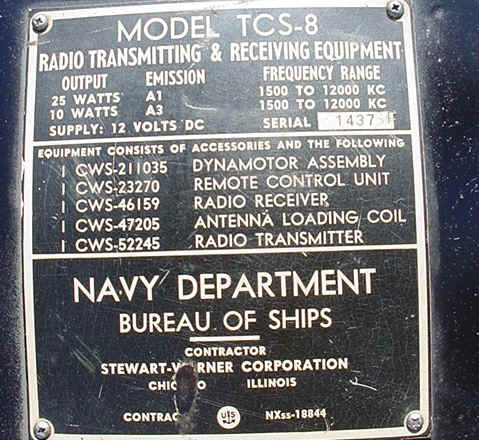 MODEL TCS-8
RADIO TRANSMITTING & RECEIVING EQUIPMENT
OUTPUT EMISSION FREQUENCY RANGE
25 WATTS A1 1500 TO 12000 KC
10 WATTS A3 1500 TO 12000 KC
SUPPLY: 12 VOLTS DC SERIAL 1437
EQUIPMENT CONSISTS OF ACCESSORIES AND THE FOLLOWING
1 CWS-211035 DYNAMOTOR ASSEMBLY
1 CWS-23270 REMOTE CONTROL UNIT
1 CWS-46159 RADIO RECEIVER
1 CWS-47205 ANTENNA LOADING COIL
1 CWS-52245 RADIO TRANSMITTER
NAVY DEPARTMENT
BUREAU OF SHIPS
CONTRACTOR
STEWART-WARNER CORPORATION
CHICAGO ILLINOIS
CONTRACT US NXss-18844